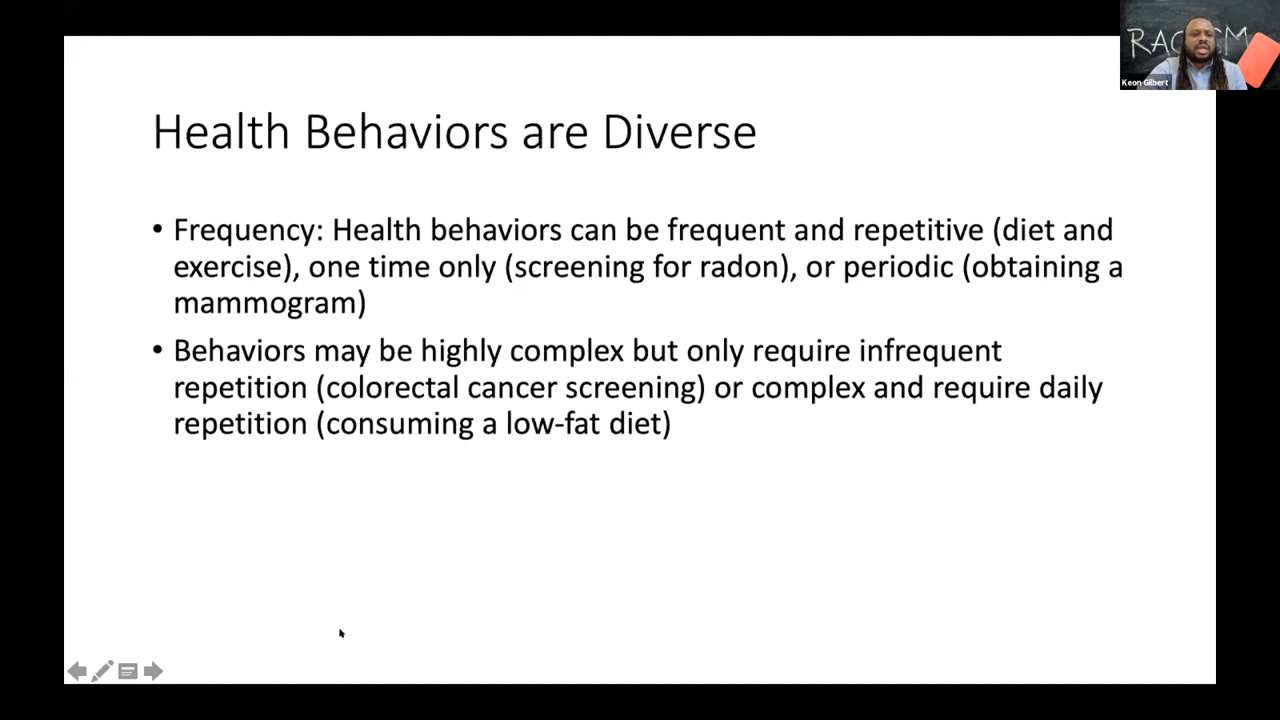 RACISM
Keon Gilbert
Health Behaviors are Diverse
• Frequency: Health behaviors can be frequent and repetitive (diet and
exercise), one time only (screening for radon), or periodic (obtaining a
mammogram)
• Behaviors may be highly complex but only require infrequent
repetition (colorectal cancer screening) or complex and require daily
repetition (consuming a low-fat diet)